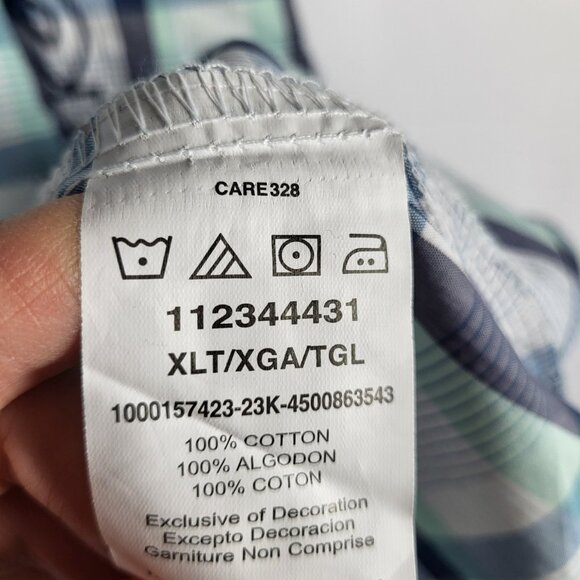 CARE328
112344431
XLT/XGA/TGL
1000157423-23K-4500863543
100% COTTON
100% ALGODON
100% COTON
Exclusive of Decoration
Excepto Decoracion
Garniture Non Comprise